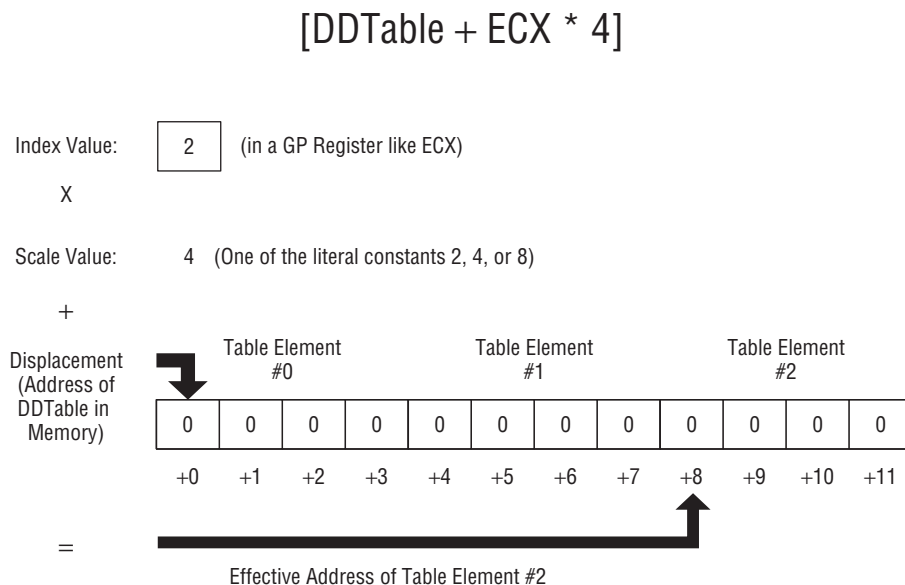 [DDTable + ECX * 4]
Index Value: 2 (in a GP Register like ECX)
X
Scale Value: 4 (One of the literal constants 2, 4, or 8)
+
Displacement
(Address of
DDTable in
Memory)
Table Element
#0
Table Element
#1
Table Element
#2
0 0 0 0 0 0 0 0 0 0 0 0
+0 +1 +2 +3 +4 +5 +6 +7 +8 +9 +10 +11
=
Effective Address of Table Element #2